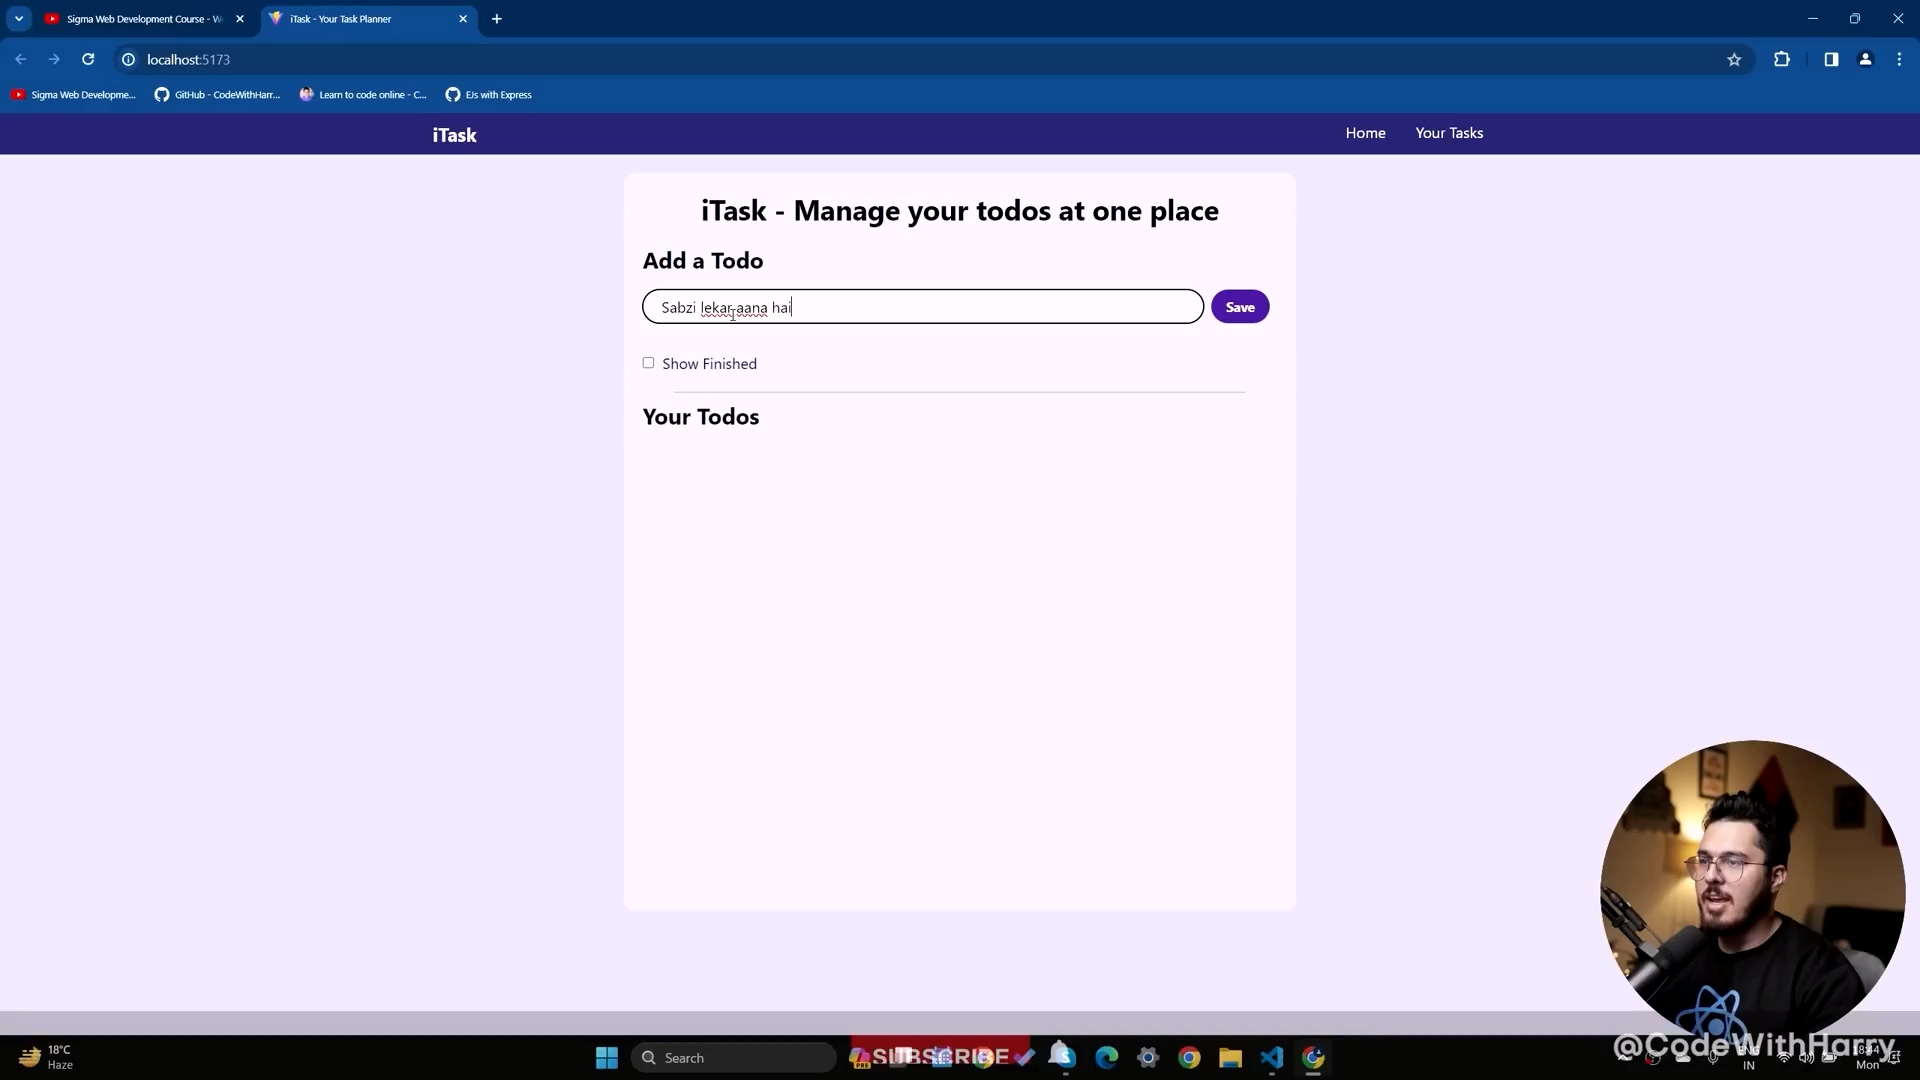 Sigma Web Development Course - W
iTask - Your Task Planner
localhost:5173
Sigma Web Developme...
GitHub - CodeWithHarr...
Learn to code online - C...
EJs with Express
iTask
Home
Your Tasks
iTask - Manage your todos at one place
Add a Todo
Sabzi lekar aana hai
Save
Show Finished
Your Todos
18°C
Haze
Search
PRE
SUBSCRIBE
@CodeWithHarry
ENG
IN
Mon